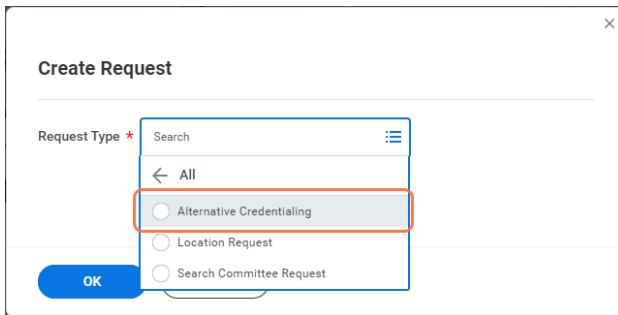 Create Request
Request Type *
Search
All
Alternative Credentialing
Location Request
Search Committee Request
OK